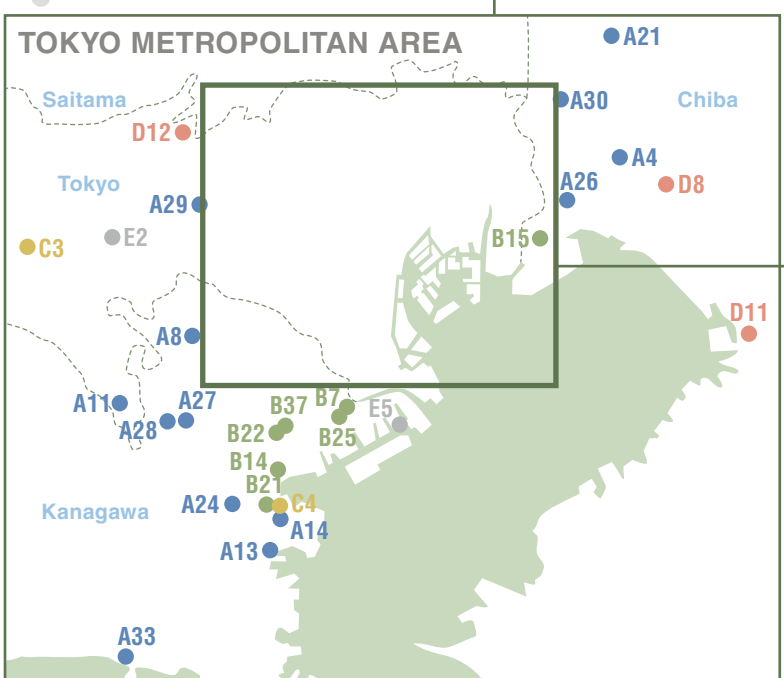 TOKYO METROPOLITAN AREA
A21
Saitama
A30
Chiba
D12
A4
Tokyo
A26
D8
A29
E2
B15
C3
D11
A8
A11
A27
B7
B37
E5
A28
B22
B25
B14
B21
A24
C4
Kanagawa
A14
A13
A33